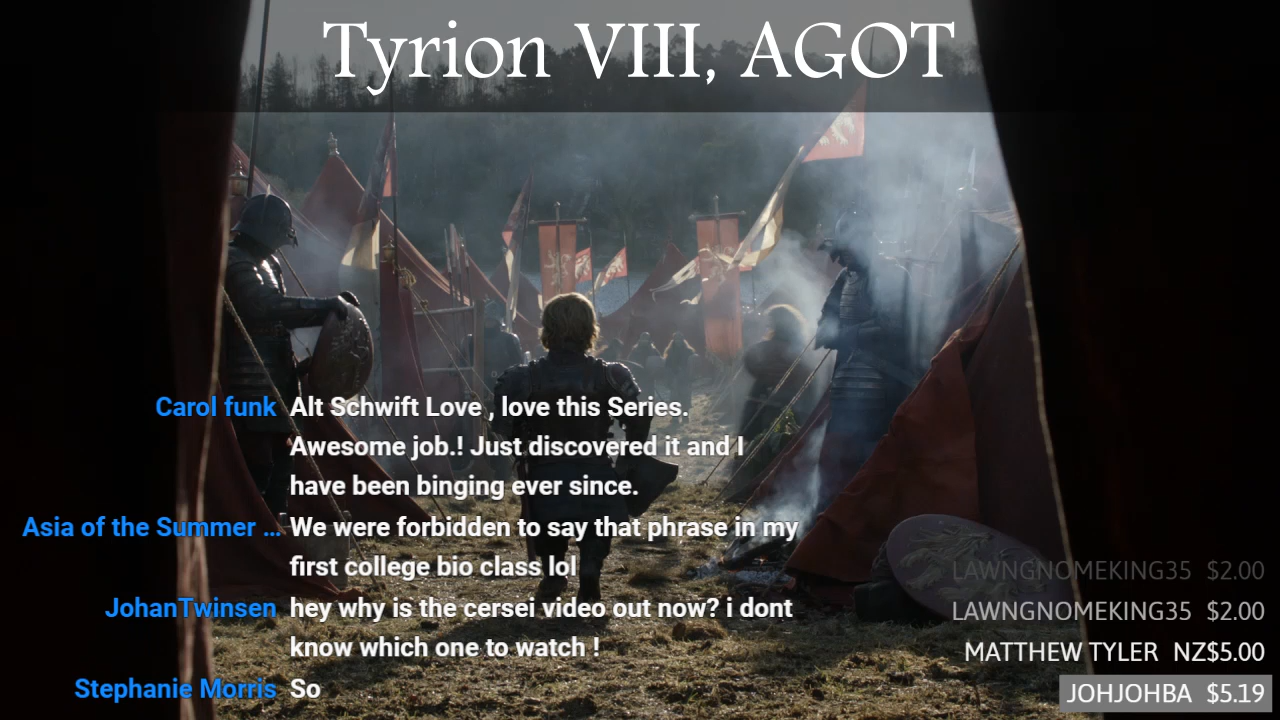 Tyrion VIII, AGOT
Carol funk Alt Schwift Love , love this Series.
Awesome job.! Just discovered it and I
have been binging ever since.
Asia of the Summer ... We were forbidden to say that phrase in my
first college bio class lol
JohanTwinsen hey why is the cersei video out now? i dont
know which one to watch !
Stephanie Morris So
LAWNGNOMEKING35 $2.00
LAWNGNOMEKING35 $2.00
MATTHEW TYLER NZ$5.00
JOHJOHBA $5.19